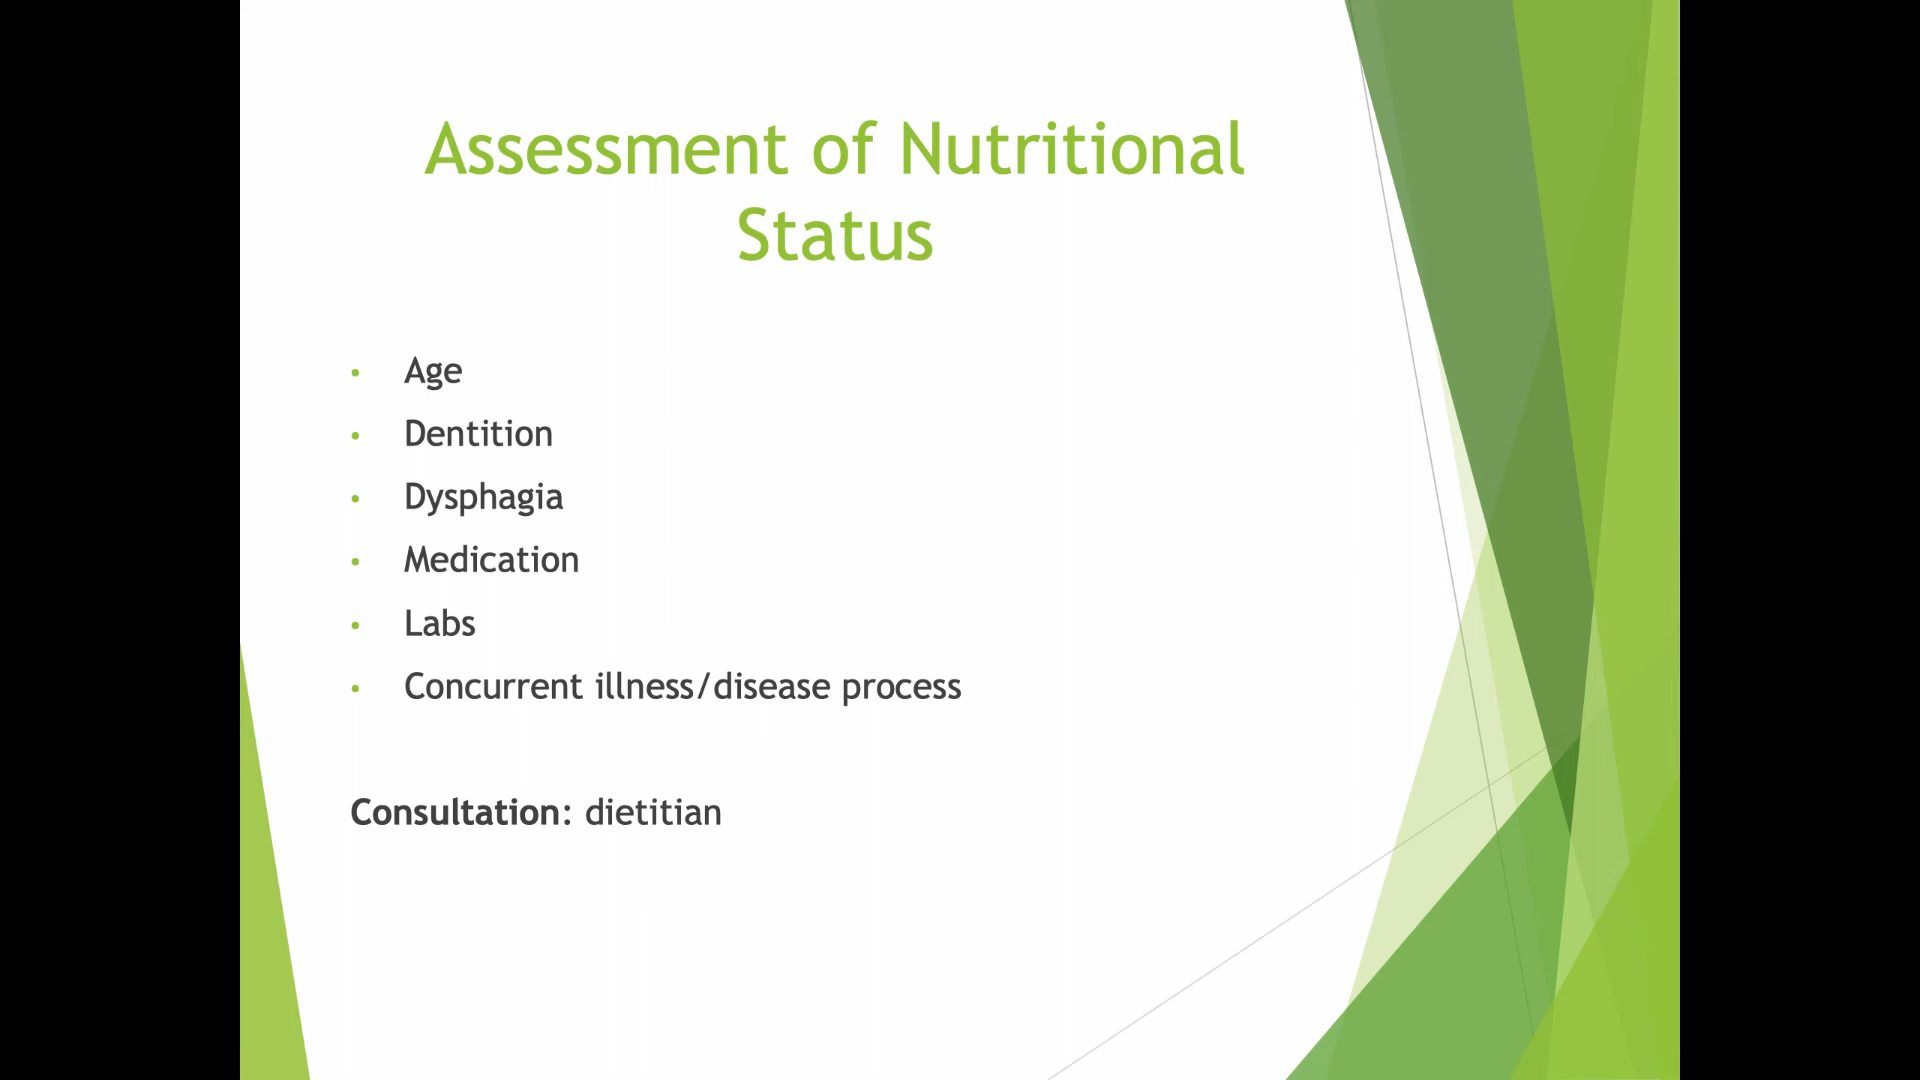 Assessment of Nutritional
Status
• Age
• Dentition
• Dysphagia
• Medication
• Labs
• Concurrent illness/disease process
Consultation: dietitian